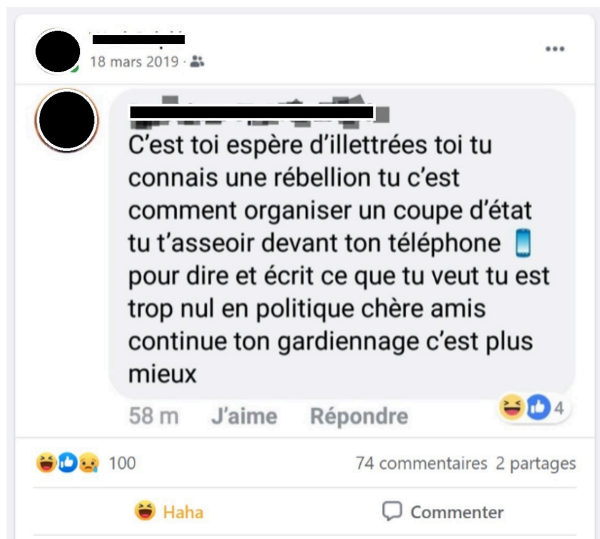 18 mars 2019
C'est toi espère d'illettrées toi tu
connais une rébellion tu c'est
comment organiser un coupe d'état
tu t'asseoir devant ton téléphone 📱
pour dire et écrit ce que tu veut tu est
trop nul en politique chère amis
continue ton gardiennage c'est plus
mieux
58 m J'aime Répondre 4
100 74 commentaires 2 partages
Haha Commenter